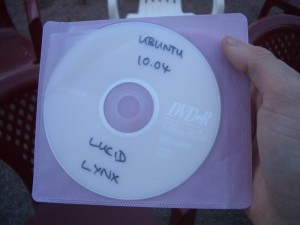 UBUNTU
10.04
DVD-R
LUCID
LYNX